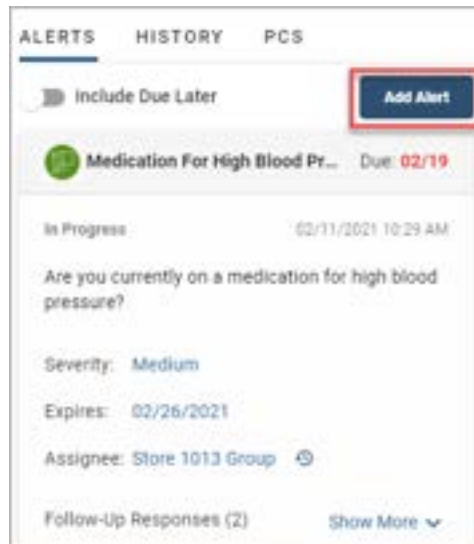 ALERTS HISTORY PCS
Include Due Later Add Alert
Medication For High Blood Pr... Due: 02/19
In Progress 02/11/2021 10:29 AM
Are you currently on a medication for high blood
pressure?
Severity: Medium
Expires: 02/26/2021
Assignee: Store 1013 Group
Follow-Up Responses (2) Show More